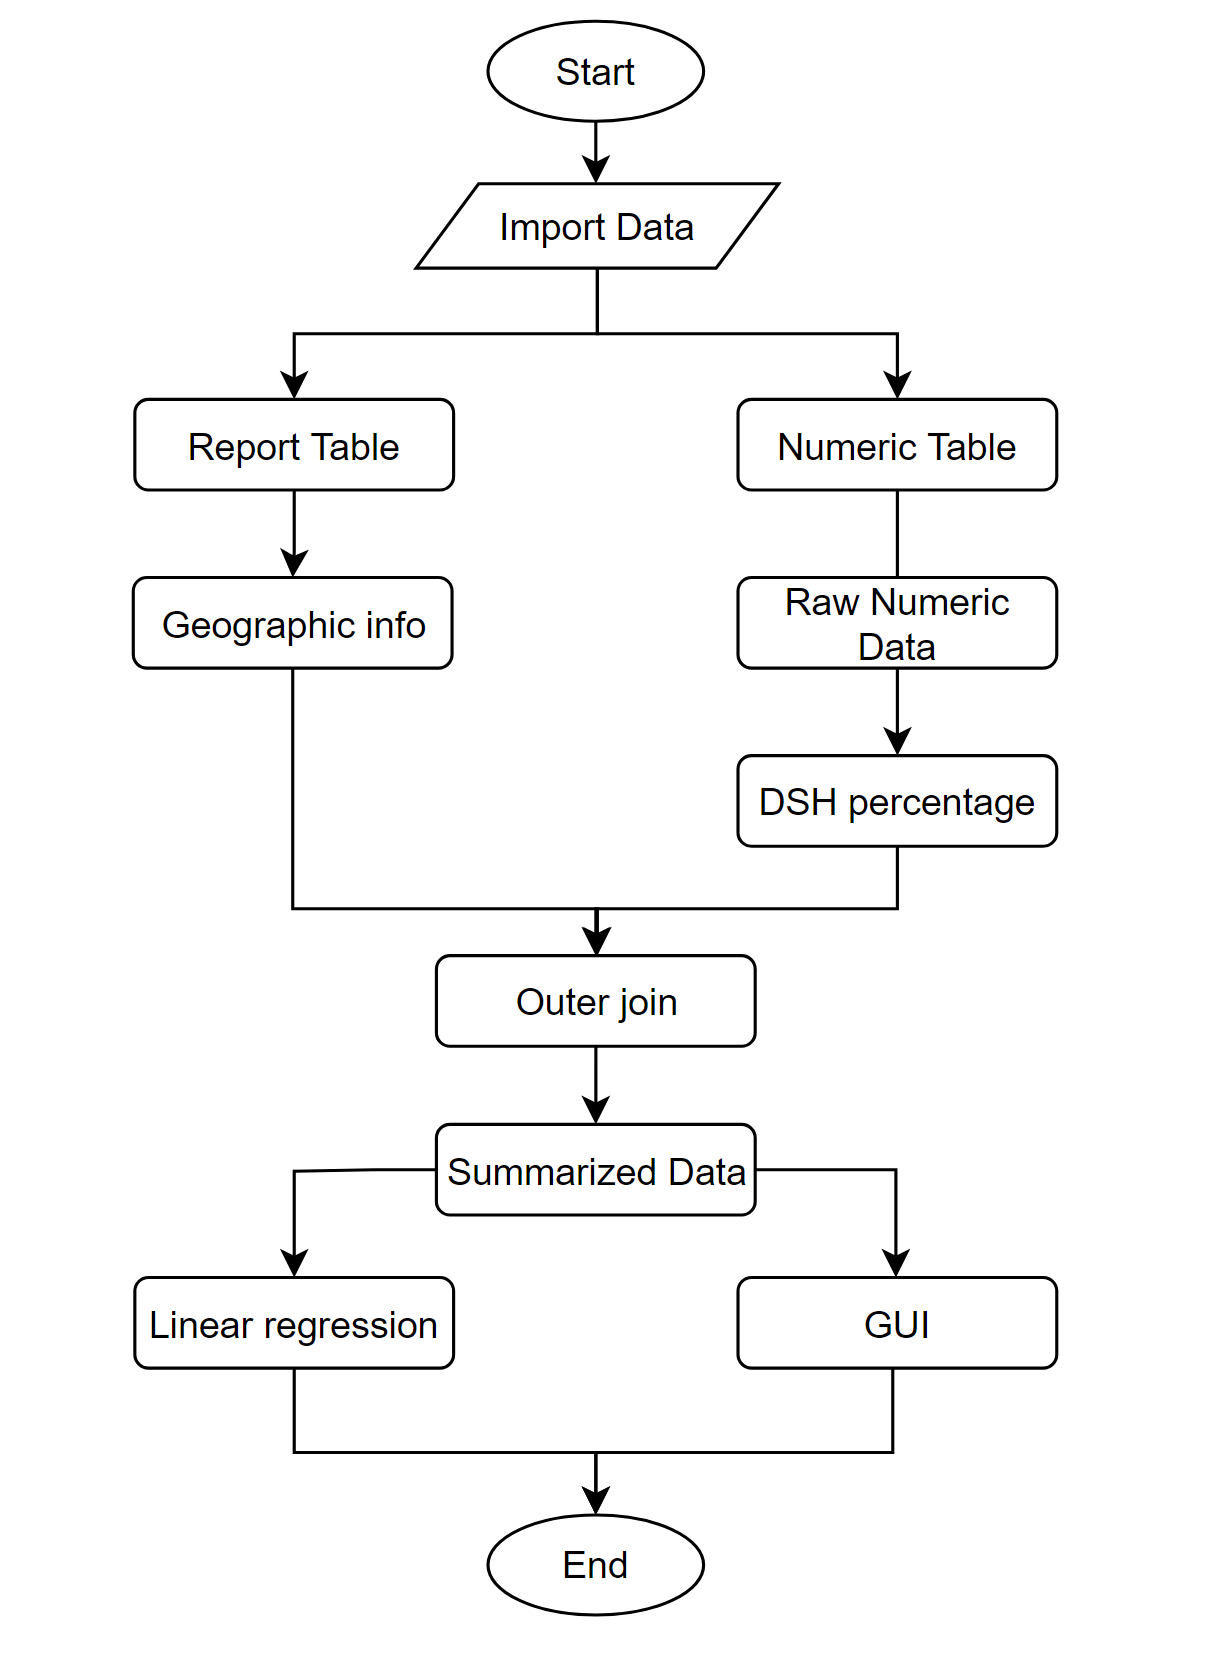 Start
Import Data
Report Table
Numeric Table
Geographic info
Raw Numeric
Data
DSH percentage
Outer join
Summarized Data
Linear regression
GUI
End